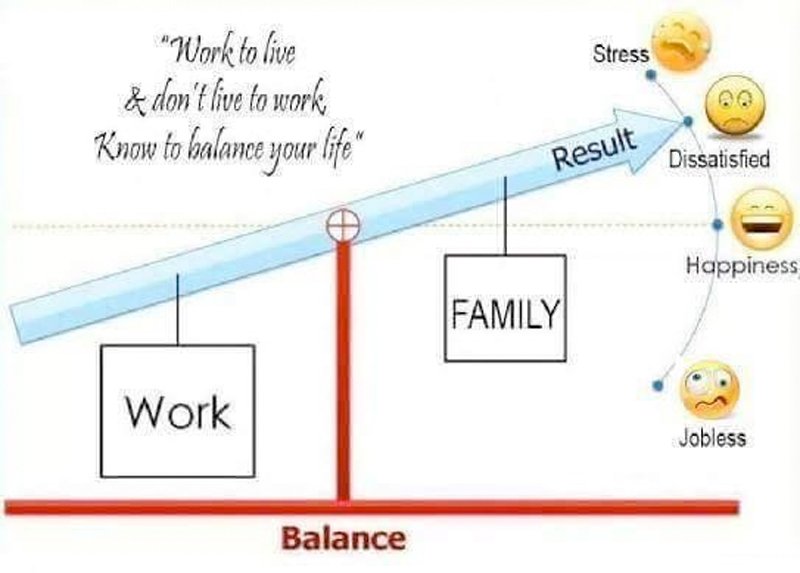 "Work to live
& don't live to work,
Know to balance your life"
Stress
Result
Dissatisfied
Happiness
FAMILY
Work
Jobless
Balance